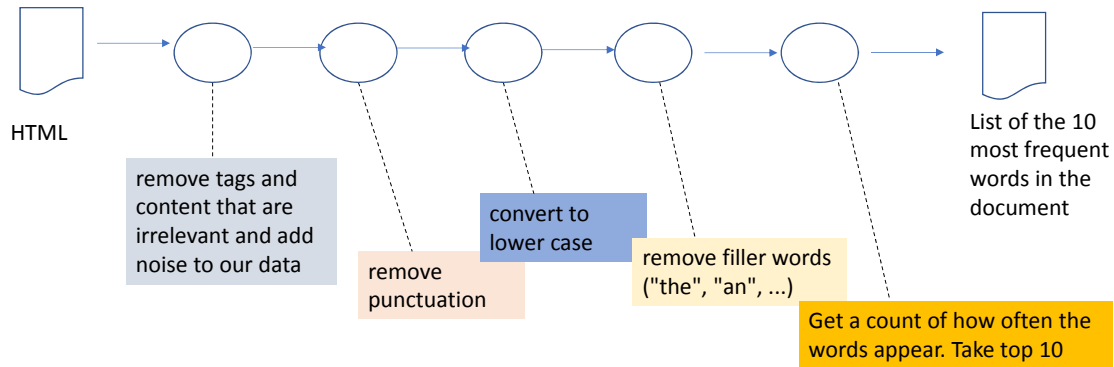 HTML
remove tags and
content that are
irrelevant and add
noise to our data
remove
punctuation
convert to
lower case
remove filler words
("the", "an", ...)
Get a count of how often the
words appear. Take top 10
List of the 10
most frequent
words in the
document